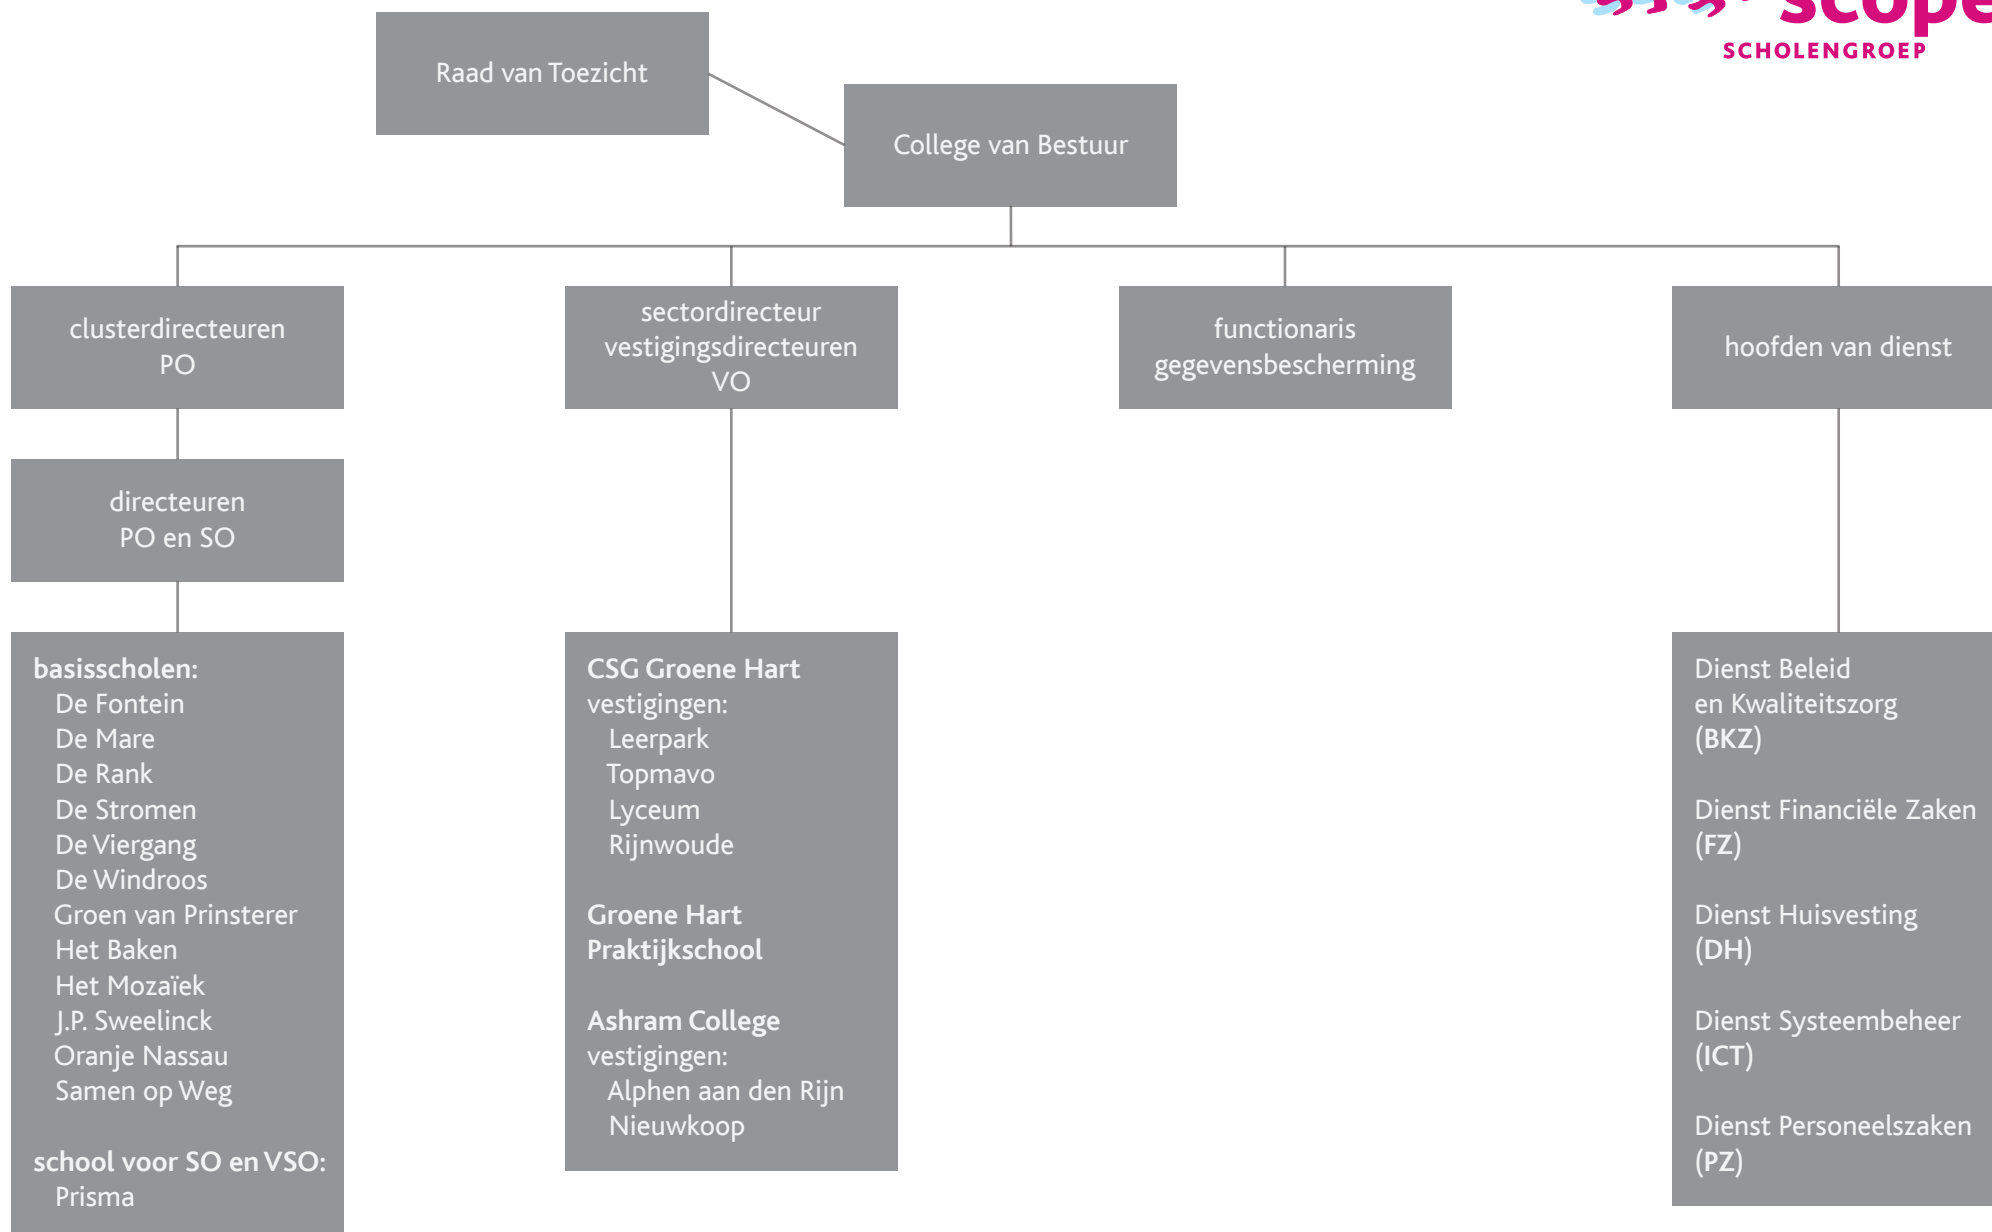 scope
SCHOLENGROEP
Raad van Toezicht
College van Bestuur
clusterdirecteuren
PO
sectordirecteur
vestigingsdirecteuren
VO
functionaris
gegevensbescherming
hoofden van dienst
directeuren
PO en SO
basisscholen:
De Fontein
De Mare
De Rank
De Stromen
De Viergang
De Windroos
Groen van Prinsterer
Het Baken
Het Mozaïek
J.P. Sweelinck
Oranje Nassau
Samen op Weg
school voor SO en VSO:
Prisma
CSG Groene Hart
vestigingen:
Leerpark
Topmavo
Lyceum
Rijnwoude
Groene Hart
Praktijkschool
Ashram College
vestigingen:
Alphen aan den Rijn
Nieuwkoop
Dienst Beleid
en Kwaliteitszorg
(BKZ)
Dienst Financiële Zaken
(FZ)
Dienst Huisvesting
(DH)
Dienst Systeembeheer
(ICT)
Dienst Personeelszaken
(PZ)